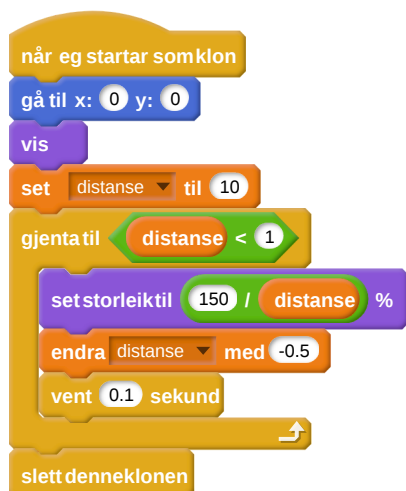 når eg startar som klon
gå til x: 0 y: 0
vis
set distanse til 10
gjenta til distanse < 1
set storleik til 150 / distanse %
endra distanse med -0.5
vent 0.1 sekund
slett denne klonen